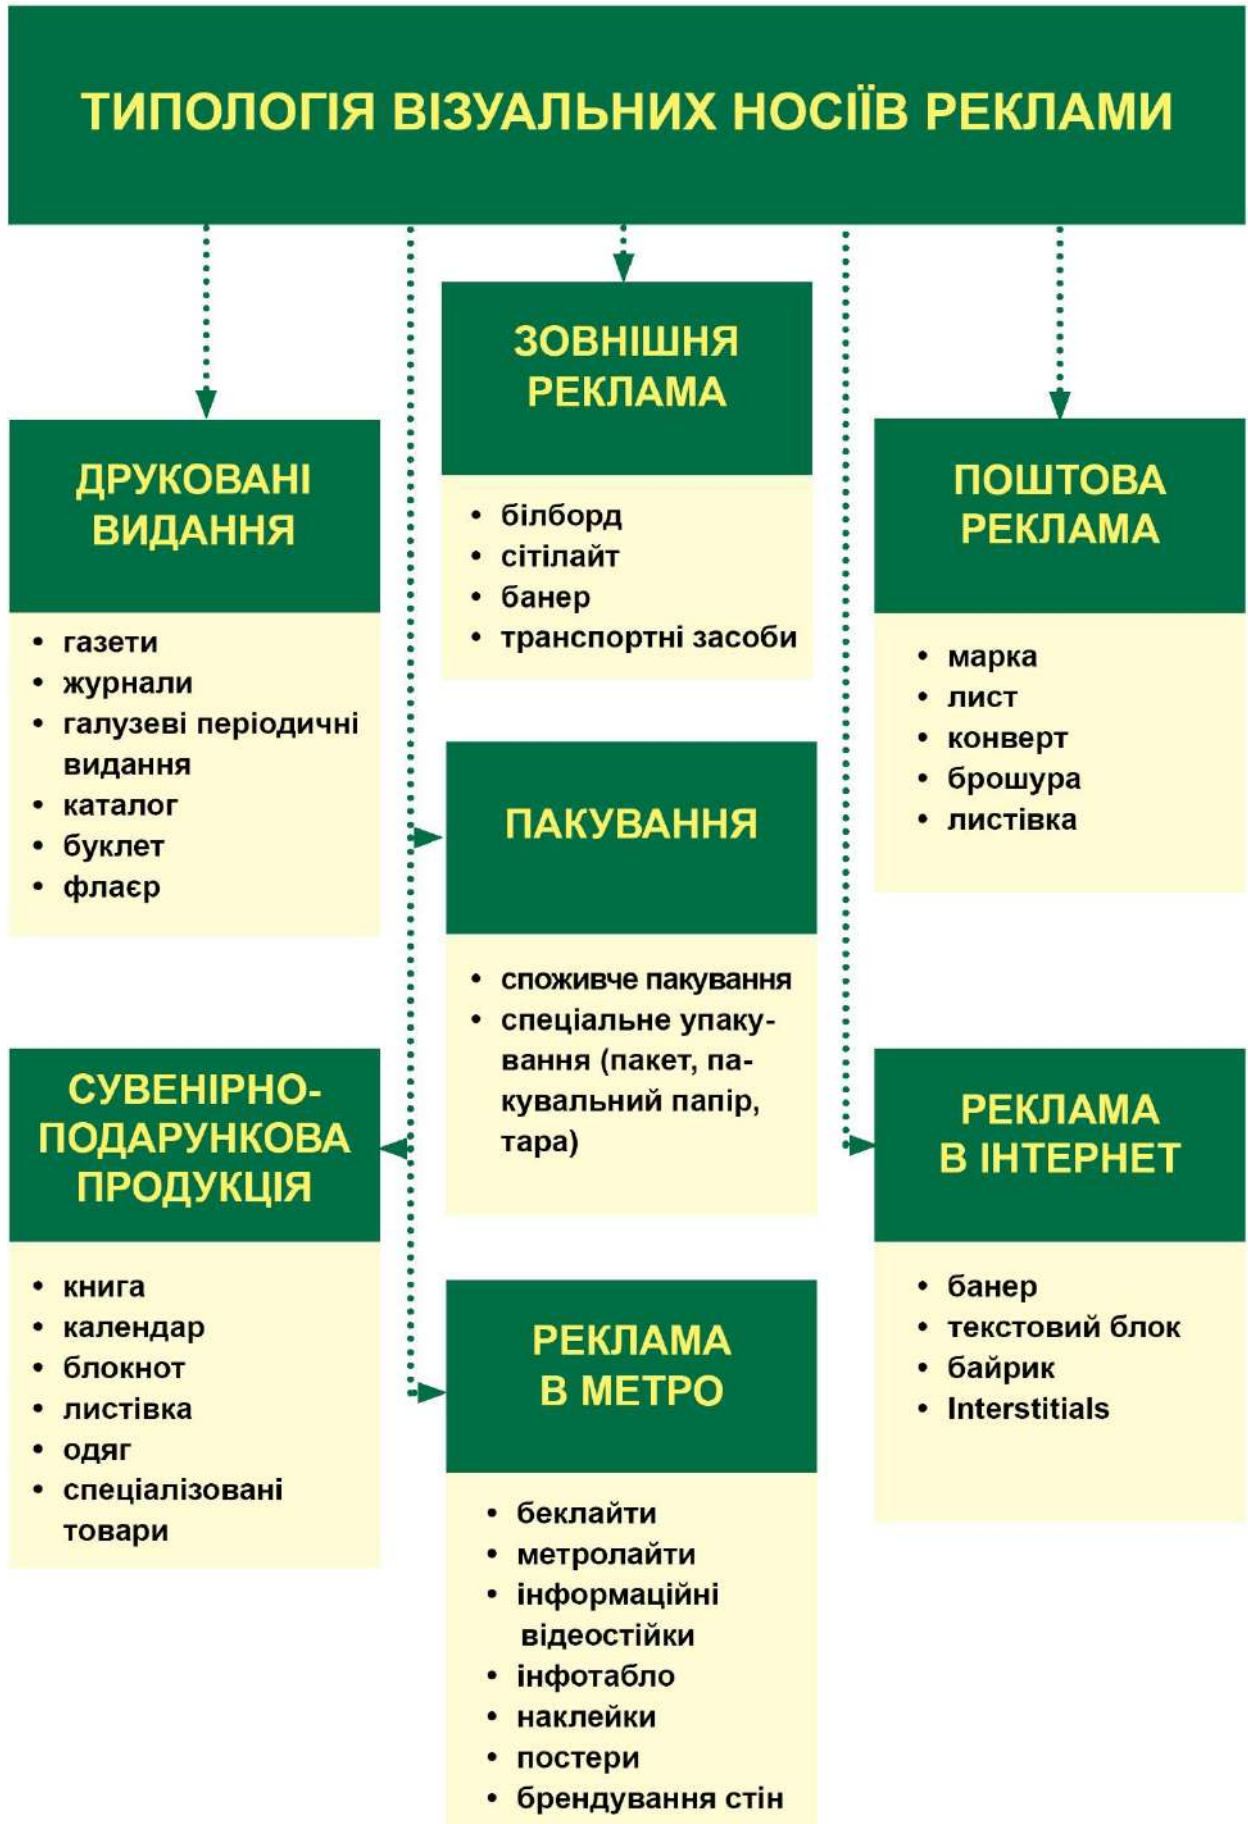 ТИПОЛОГІЯ ВІЗУАЛЬНИХ НОСІЇВ РЕКЛАМИ
ЗОВНІШНЯ
РЕКЛАМА
• білборд
• сітілайт
• банер
• транспортні засоби
ДРУКОВАНІ
ВИДАННЯ
• газети
• журнали
• галузеві періодичні
видання
• каталог
• буклет
• флаєр
ПОШТОВА
РЕКЛАМА
• марка
• лист
• конверт
• брошура
• листівка
ПАКУВАННЯ
• споживче пакування
• спеціальне упаку-
вання (пакет, па-
кувальний папір,
тара)
СУВЕНІРНО-
ПОДАРУНКОВА
ПРОДУКЦІЯ
• книга
• календар
• блокнот
• листівка
• одяг
• спеціалізовані
товари
РЕКЛАМА
В ІНТЕРНЕТ
• банер
• текстовий блок
• байрик
• Interstitials
РЕКЛАМА
В МЕТРО
• беклайти
• метролайти
• інформаційні
відеостійки
• інфотабло
• наклейки
• постери
• брендування стін